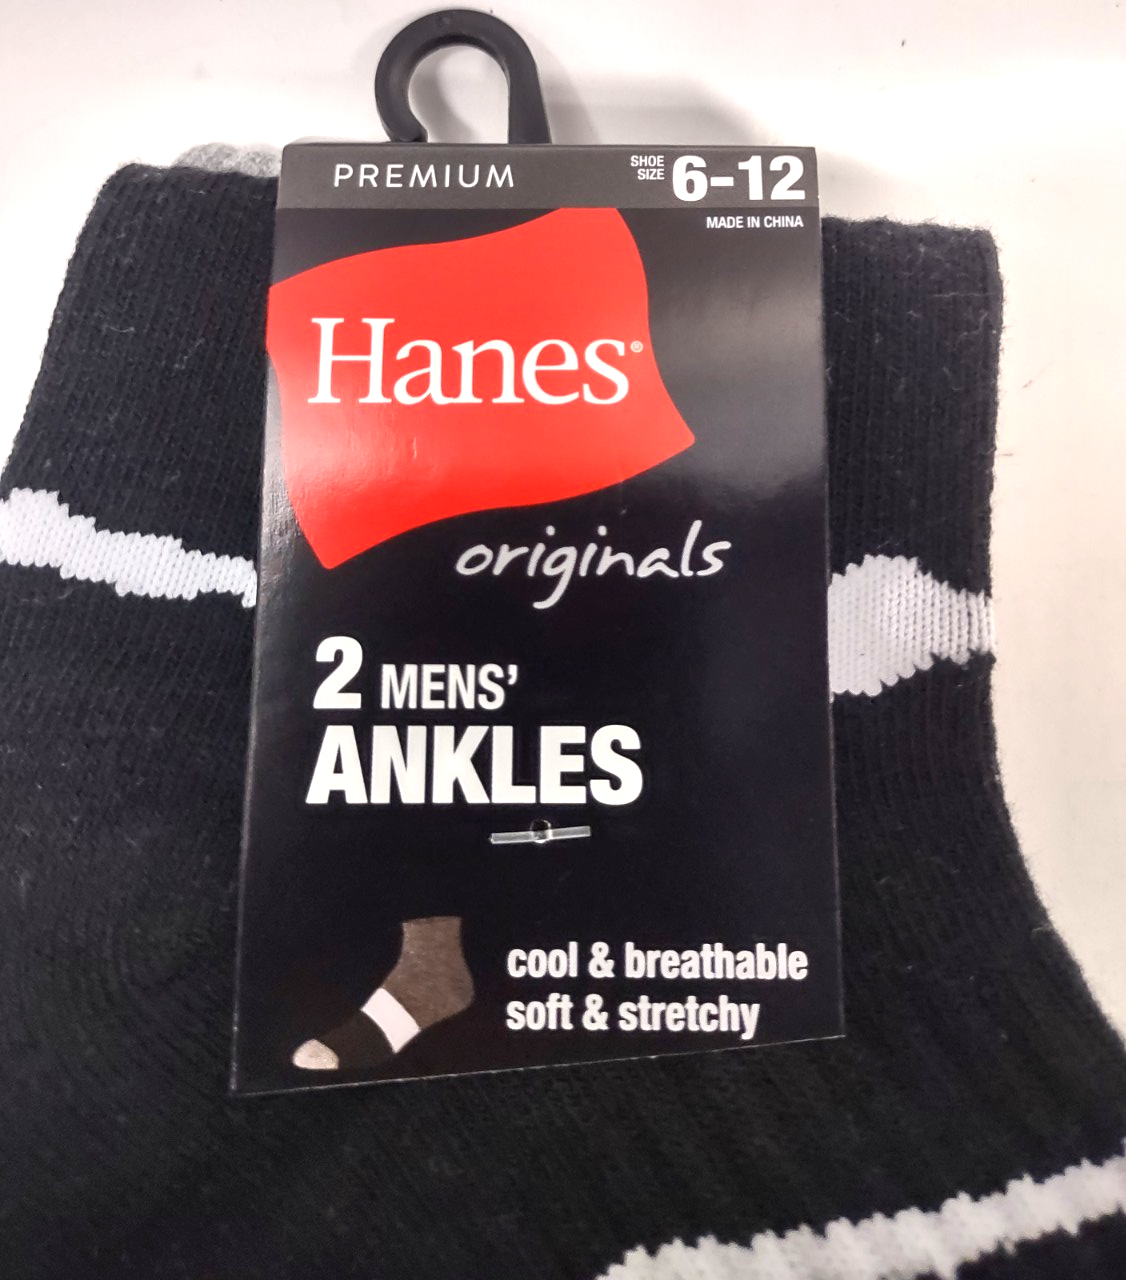 PREMIUM
SHOE
SIZE
6-12
MADE IN CHINA
Hanes®
originals
2 MENS’
ANKLES
cool & breathable
soft & stretchy